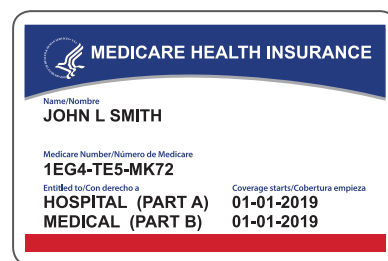 MEDICARE HEALTH INSURANCE
Name/Nombre
JOHN L SMITH
Medicare Number/Número de Medicare
1EG4-TE5-MK72
Entitled to/Con derecho a Coverage starts/Cobertura empieza
HOSPITAL (PART A) 01-01-2019
MEDICAL (PART B) 01-01-2019